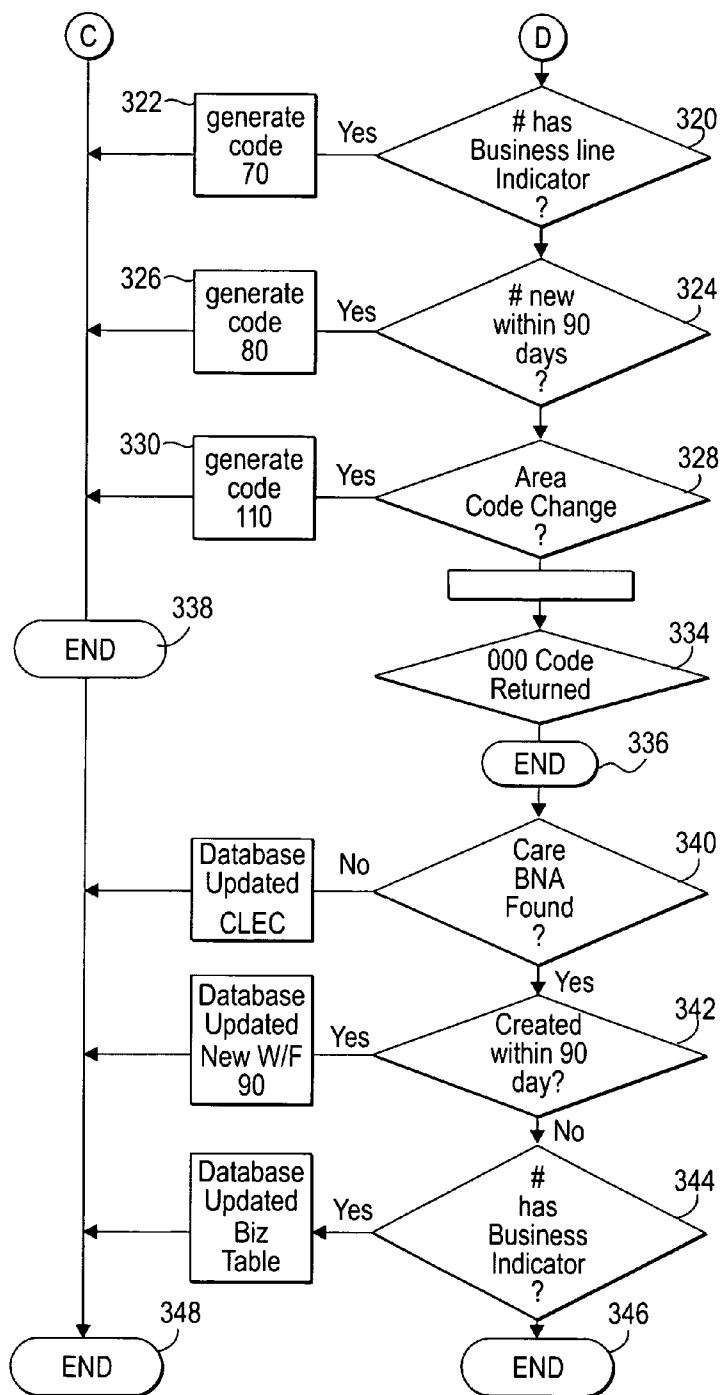 C
D
322
generate
code
70
Yes
# has
Business line
Indicator
?
320
326
generate
code
80
Yes
# new
within 90
days
?
324
330
generate
code
110
Yes
Area
Code Change
?
328
END
338
000 Code
Returned
334
END
336
Database
Updated
CLEC
No
Care
BNA
Found
?
340
Yes
Database
Updated
New W/F
90
Yes
Created
within 90
day?
342
No
Database
Updated
Biz
Table
Yes
#
has
Business
Indicator
?
344
END
348
END
346